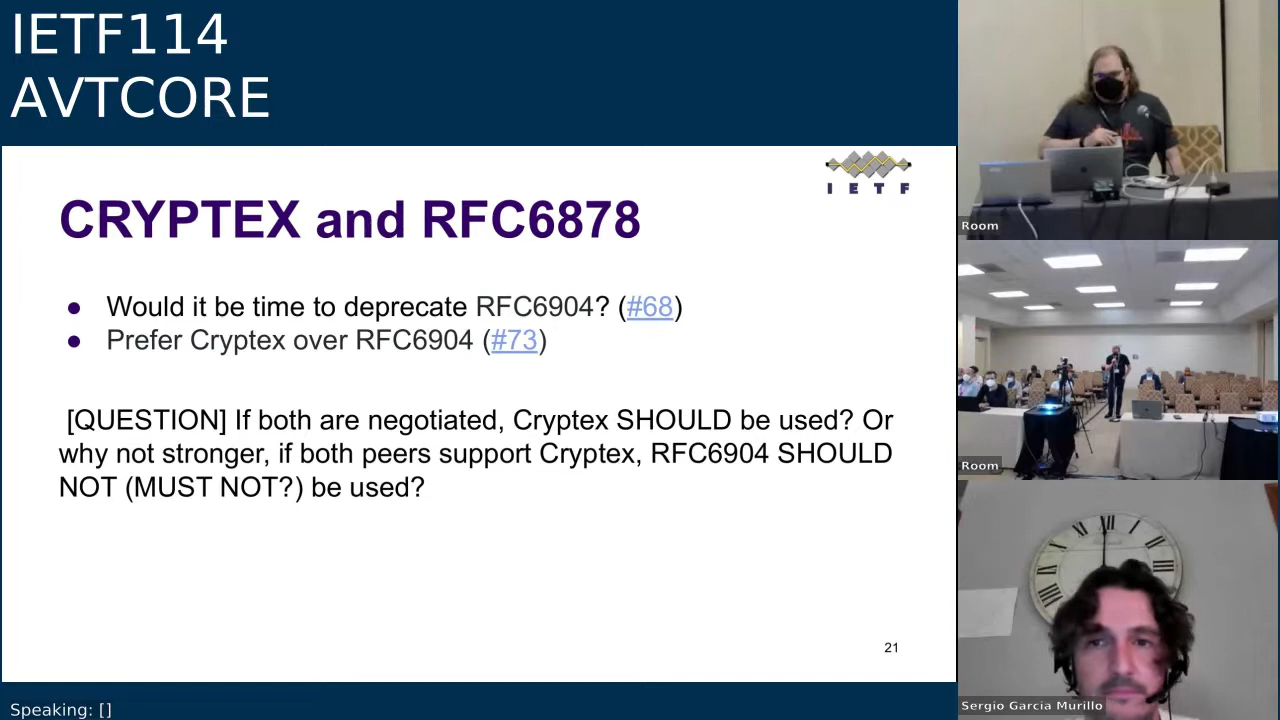 IETF114
AVTCORE
I E T F
CRYPTEX and RFC6878
● Would it be time to deprecate RFC6904? (#68)
● Prefer Cryptex over RFC6904 (#73)
[QUESTION] If both are negotiated, Cryptex SHOULD be used? Or
why not stronger, if both peers support Cryptex, RFC6904 SHOULD
NOT (MUST NOT?) be used?
21
Speaking: []
Room
Room
Sergio Garcia Murillo